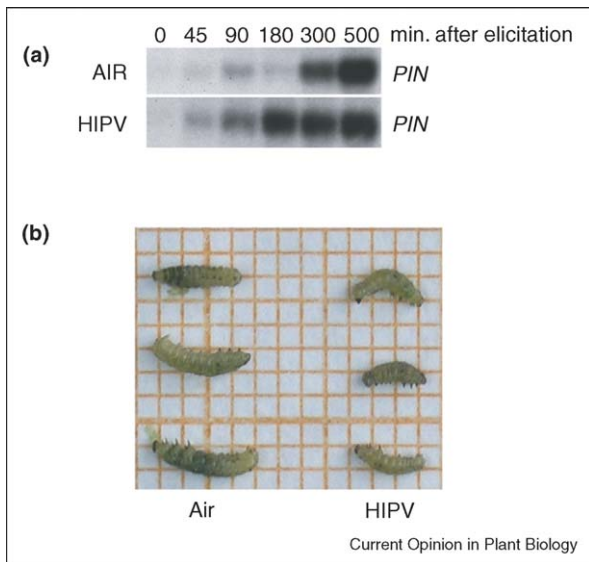 0 45 90 180 300 500 min. after elicitation
(a)
AIR PIN
HIPV PIN
(b)
Air HIPV
Current Opinion in Plant Biology